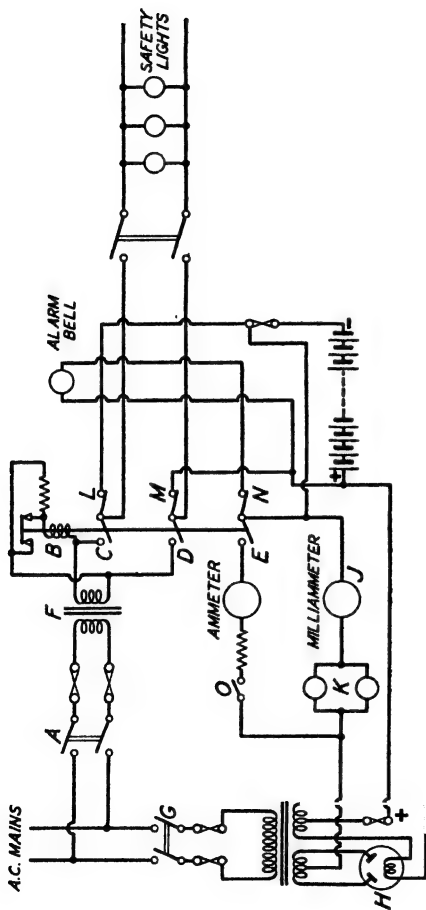 A.C. MAINS
A
F
B
ALARM
BELL
SAFETY
LIGHTS
C
L
D
M
E
N
G
O
AMMETER
MILLIAMMETER
J
K
H
+
+
-